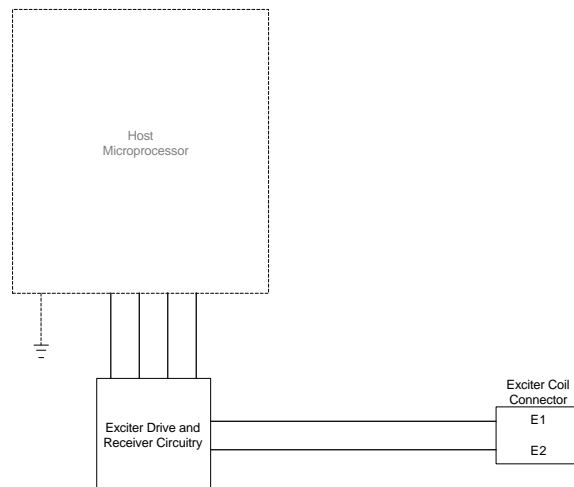 Host
Microprocessor
Exciter Coil
Connector
E1
Exciter Drive and
Receiver Circuitry
E2